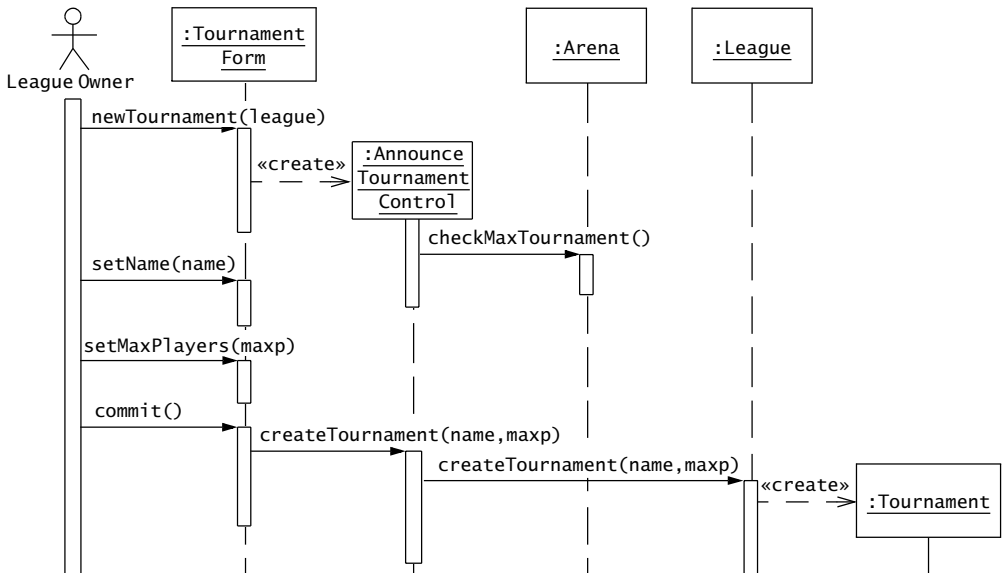 :Tournament
Form
:Arena
:League
League Owner
newTournament(league)
«create»
:Announce
Tournament
Control
checkMaxTournament()
setName(name)
setMaxPlayers(maxp)
commit()
createTournament(name,maxp)
createTournament(name,maxp)
«create»
:Tournament